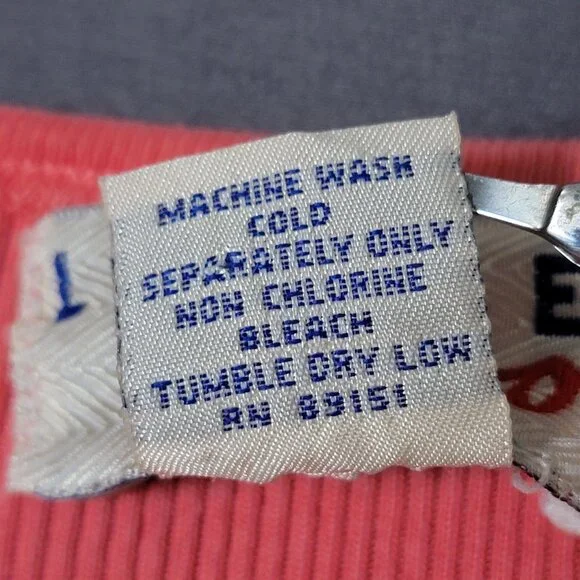 MACHINE WASH
COLD
SEPARATELY ONLY
NON CHLORINE
BLEACH
TUMBLE DRY LOW
RN 89151